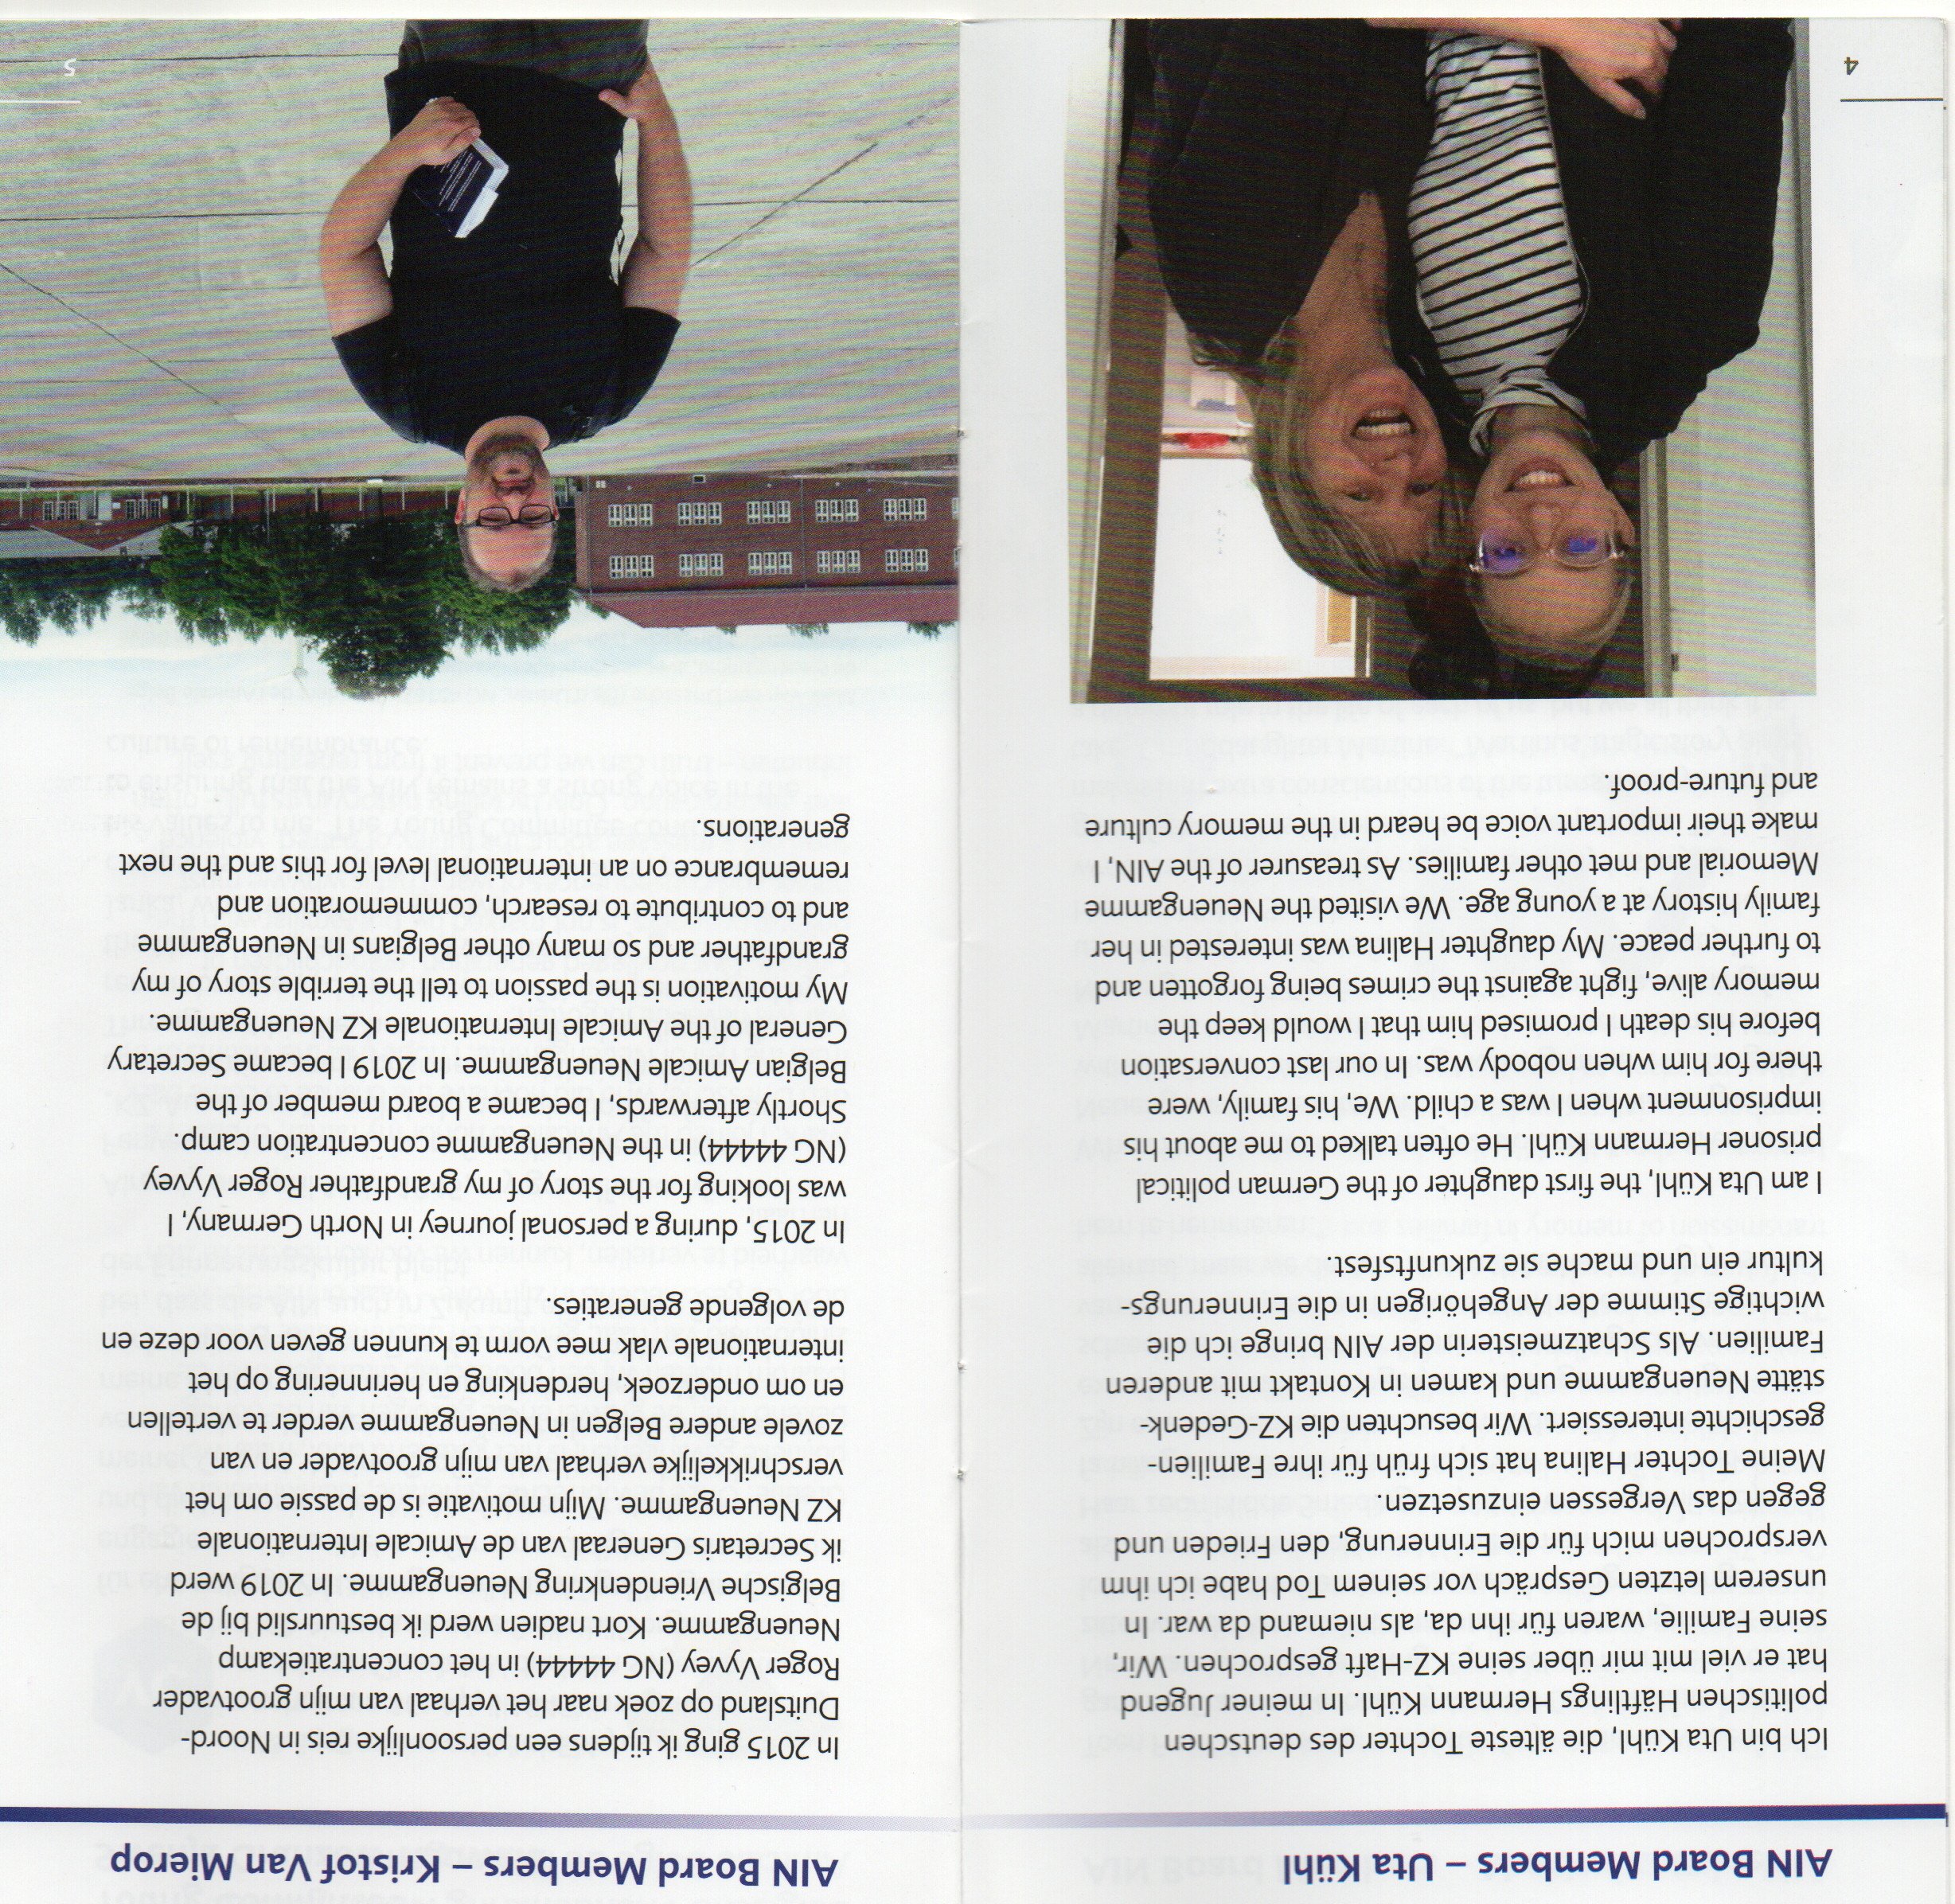 AIN Board Members – Uta Kühl
Ich bin Uta Kühl, die älteste Tochter des deutschen
politischen Häftlings Hermann Kühl. In meiner Jugend
hat er viel mit mir über seine KZ-Haft gesprochen. Wir,
seine Familie, waren für ihn da, als niemand da war. In
unserem letzten Gespräch vor seinem Tod habe ich ihm
versprochen mich für die Erinnerung, den Frieden und
gegen das Vergessen einzusetzen.
Meine Tochter Halina hat sich früh für ihre Familien-
geschichte interessiert. Wir besuchten die KZ-Gedenk-
stätte Neuengamme und kamen in Kontakt mit anderen
Familien. Als Schatzmeisterin der AIN bringe ich die
wichtige Stimme der Angehörigen in die Erinnerungs-
kultur ein und mache sie zukunftsfest.
I am Uta Kühl, the first daughter of the German political
prisoner Hermann Kühl. He often talked to me about his
imprisonment when I was a child. We, his family, were
there for him when nobody was. In our last conversation
before his death I promised him that I would keep the
memory alive, fight against the crimes being forgotten and
to further peace. My daughter Halina was interested in her
family history at a young age. We visited the Neuengamme
Memorial and met other families. As treasurer of the AIN, I
make their important voice be heard in the memory culture
and future-proof.
4
AIN Board Members – Kristof Van Mierop
In 2015 ging ik tijdens een persoonlijke reis in Noord-
Duitsland op zoek naar het verhaal van mijn grootvader
Roger Vyvey (NG 44444) in het concentratiekamp
Neuengamme. Kort nadien werd ik bestuurslid bij de
Belgische Vriendenkring Neuengamme. In 2019 werd
ik Secretaris Generaal van de Amicale Internationale
KZ Neuengamme. Mijn motivatie is de passie om het
verschrikkelijke verhaal van mijn grootvader en van
zovele andere Belgen in Neuengamme verder te vertellen
en om onderzoek, herdenking en herinnering op het
internationale vlak mee vorm te kunnen geven voor deze en
de volgende generaties.
In 2015, during a personal journey in North Germany, I
was looking for the story of my grandfather Roger Vyvey
(NG 44444) in the Neuengamme concentration camp.
Shortly afterwards, I became a board member of the
Belgian Amicale Neuengamme. In 2019 I became Secretary
General of the Amicale Internationale KZ Neuengamme.
My motivation is the passion to tell the terrible story of my
grandfather and so many other Belgians in Neuengamme
and to contribute to research, commemoration and
remembrance on an international level for this and the next
generations.
5